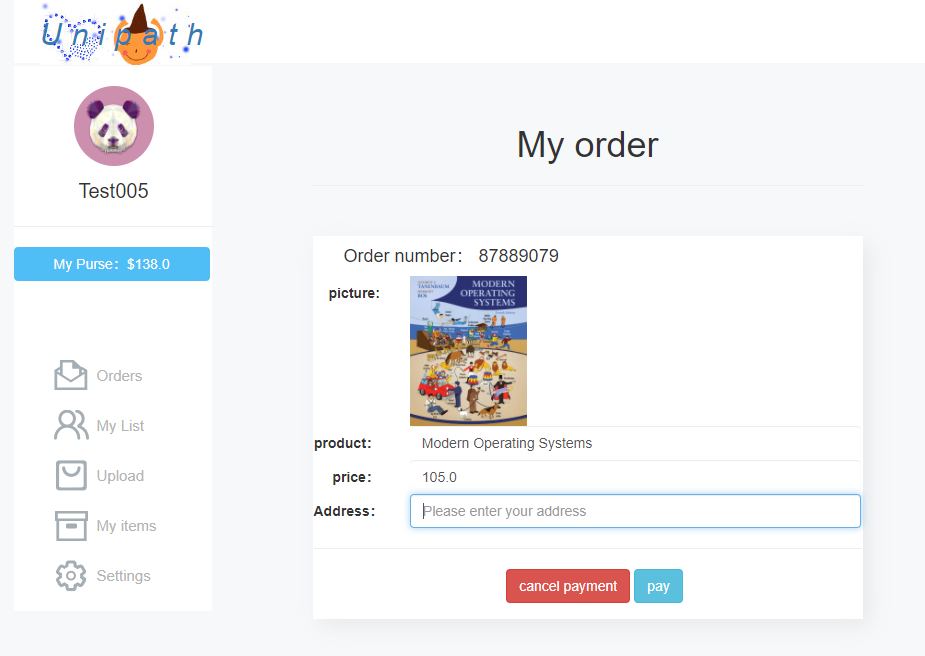 Unipath
Test005
My Purse: $138.0
Orders
My List
Upload
My items
Settings
My order
Order number: 87889079
picture:
MODERN
OPERATING
SYSTEMS
product:
Modern Operating Systems
price:
105.0
Address:
Please enter your address
cancel payment
pay